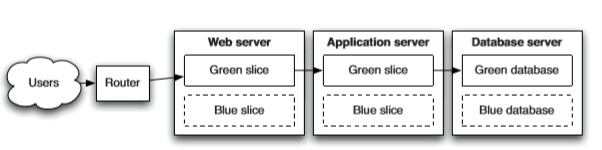 Web server
Application server
Database server
Users
Router
Green slice
Green slice
Green database
Blue slice
Blue slice
Blue database